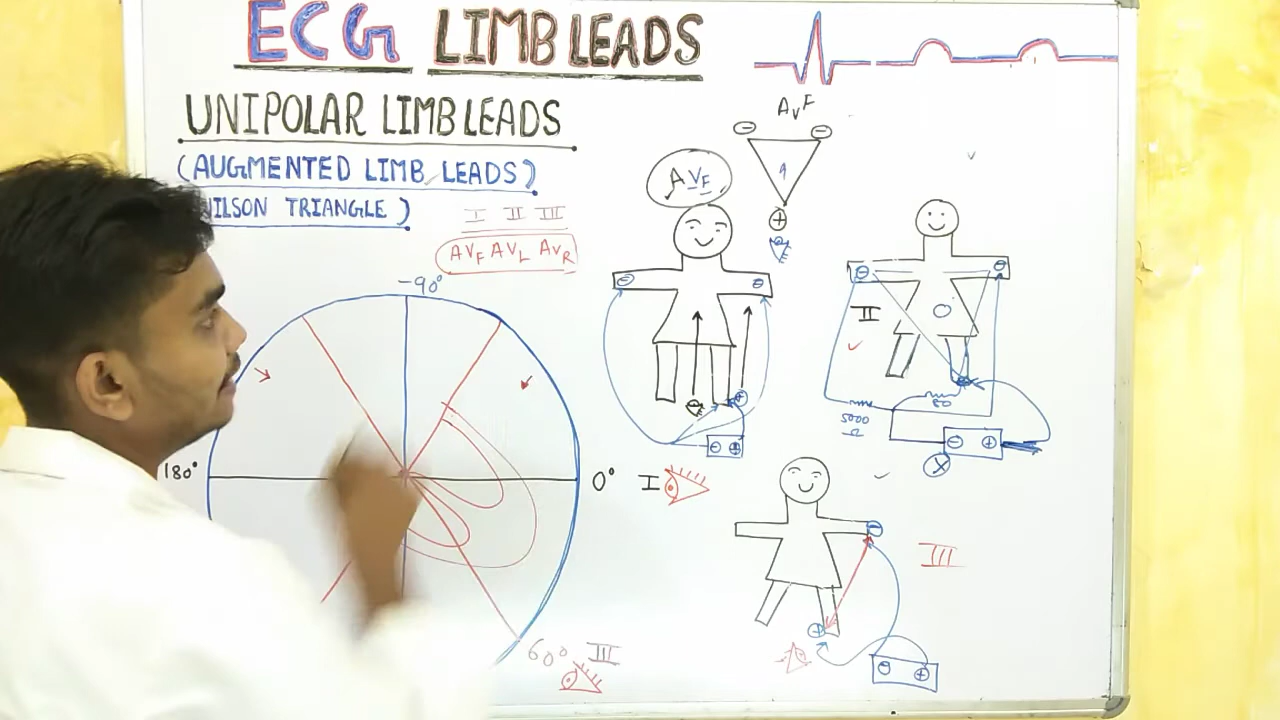 ECG LIMB LEADS
UNIPOLAR LIMB LEADS
(AUGMENTED LIMB LEADS)
TRIANGLE)
I II III
AVF AVL AVR
-90°
180°
0°
60° III
I
AVF
AVF
II
5000
III